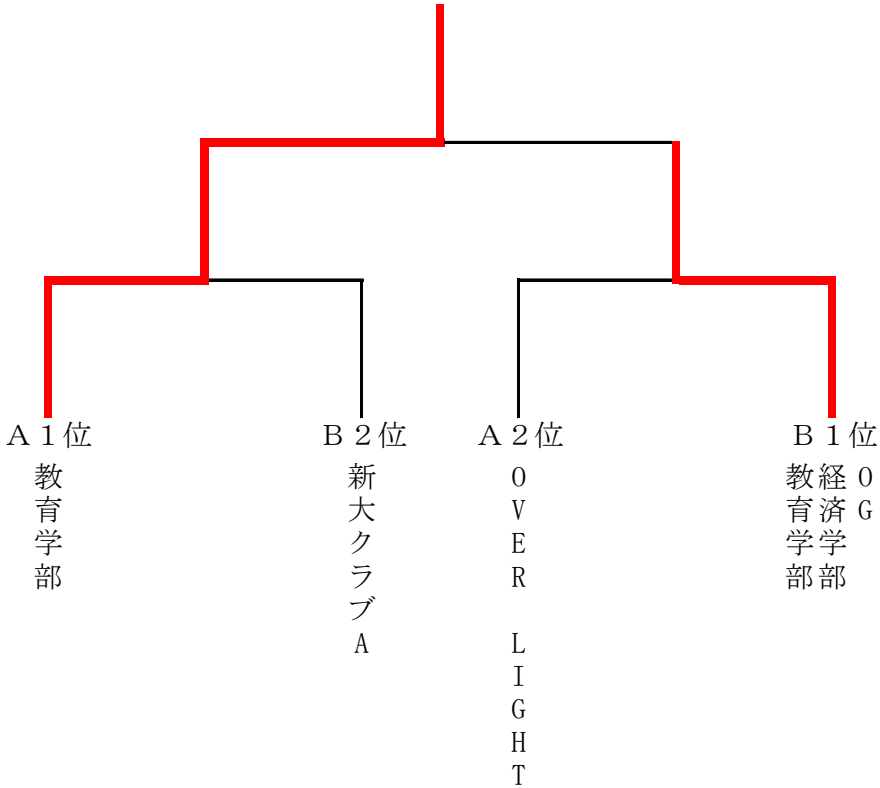 A1位
B2位
A2位
B1位
教育学部
新大クラブA
OVER LIGHT
OG
経済学部
教育学部